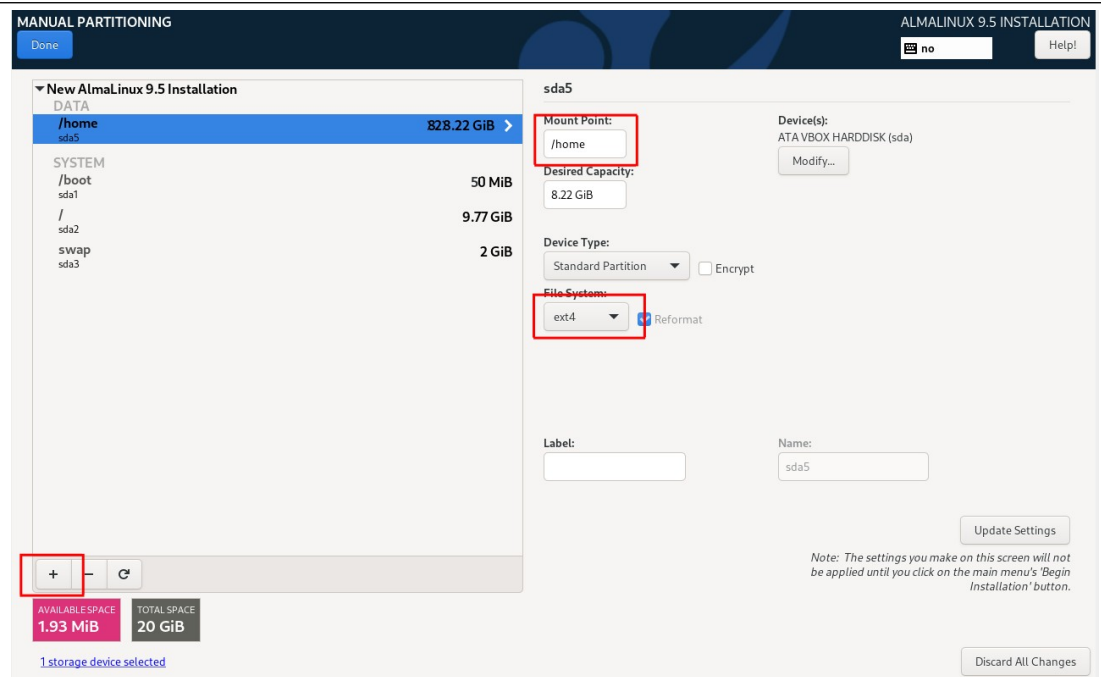 MANUAL PARTITIONING
ALMALINUX 9.5 INSTALLATION
Done
no
Help!
New AlmaLinux 9.5 Installation
DATA
/home
828.22 GiB
sda5
SYSTEM
/boot
50 MiB
sda1
/
9.77 GiB
sda2
swap
2 GiB
sda3
sda5
Mount Point:
/home
Device(s):
ATA VBOX HARDDISK (sda)
Modify...
Desired Capacity:
8.22 GiB
Device Type:
Standard Partition
Encrypt
File System:
ext4
Reformat
Label:
Name:
sda5
Update Settings
Note: The settings you make on this screen will not
be applied until you click on the main menu's 'Begin
Installation' button.
+ -
AVAILABLE SPACE
1.93 MiB
TOTAL SPACE
20 GiB
1 storage device selected
Discard All Changes